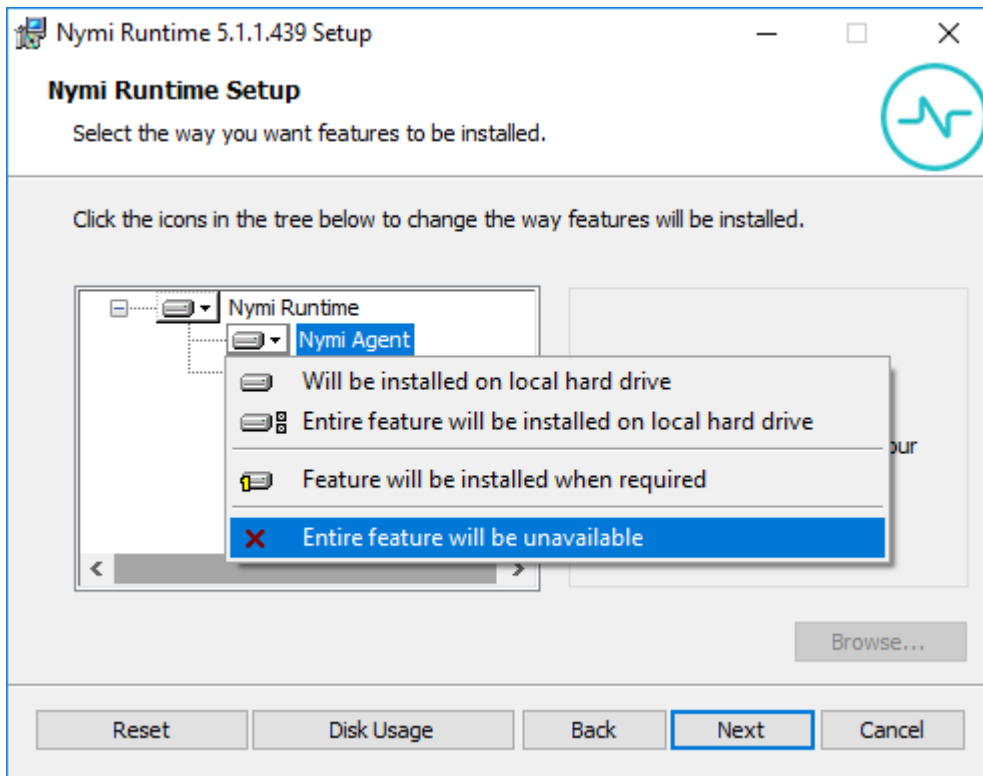 Nymi Runtime 5.1.1.439 Setup
Nymi Runtime Setup
Select the way you want features to be installed.
Click the icons in the tree below to change the way features will be installed.
Nymi Runtime
Nymi Agent
Will be installed on local hard drive
Entire feature will be installed on local hard drive
Feature will be installed when required
Entire feature will be unavailable
Browse...
Reset Disk Usage Back Next Cancel